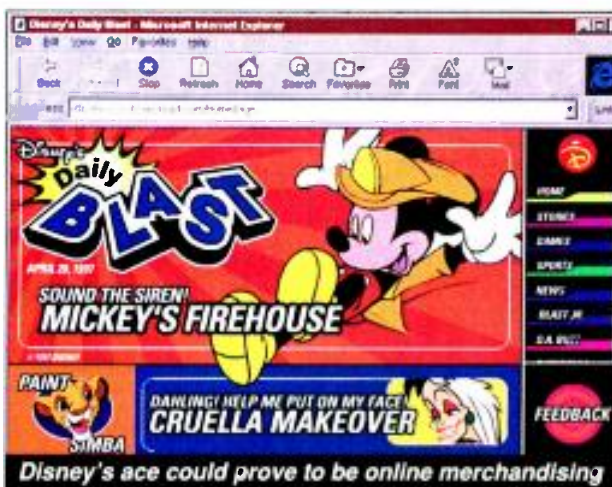 Disney's Daily Blast - Microsoft Internet Explorer
File Edit View Go Favorites Help
Back Stop Refresh Home Search Favorites Print Font Mail
Disney's
Daily
BLAST
APRIL 28, 1997
SOUND THE SIREN!
MICKEY'S FIREHOUSE
© 1997 DISNEY
HOME
STORIES
GAMES
SPORTS
NEWS
BLAST JR
PAINT
SIMBA
DAHLING! HELP ME PUT ON MY FACE!
CRUELLA MAKEOVER
FEEDBACK
Disney's ace could prove to be online merchandising